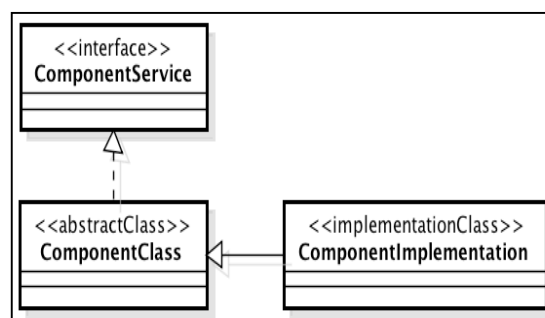 <<interface>>
ComponentService
<<abstractClass>>
ComponentClass
<<implementationClass>>
ComponentImplementation